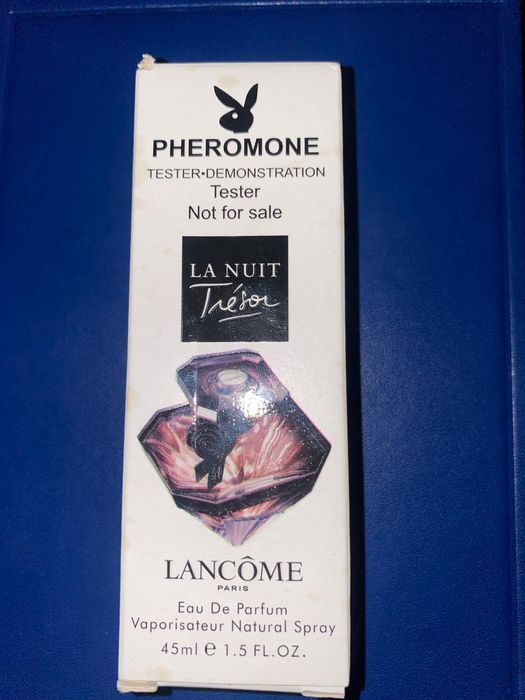 PHEROMONE
TESTER•DEMONSTRATION
Tester
Not for sale
LA NUIT
Trésor
LANCÔME
PARIS
Eau De Parfum
Vaporisateur Natural Spray
45ml e 1.5 FL.OZ.